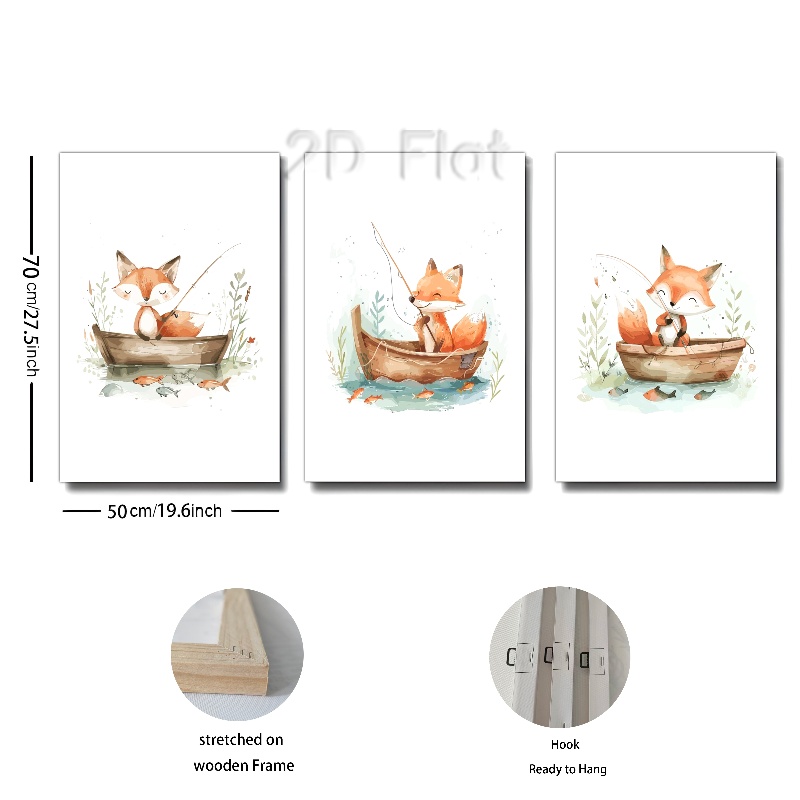 2D Flat
70 cm/27.5inch
50cm/19.6inch
stretched on
wooden Frame
Hook
Ready to Hang